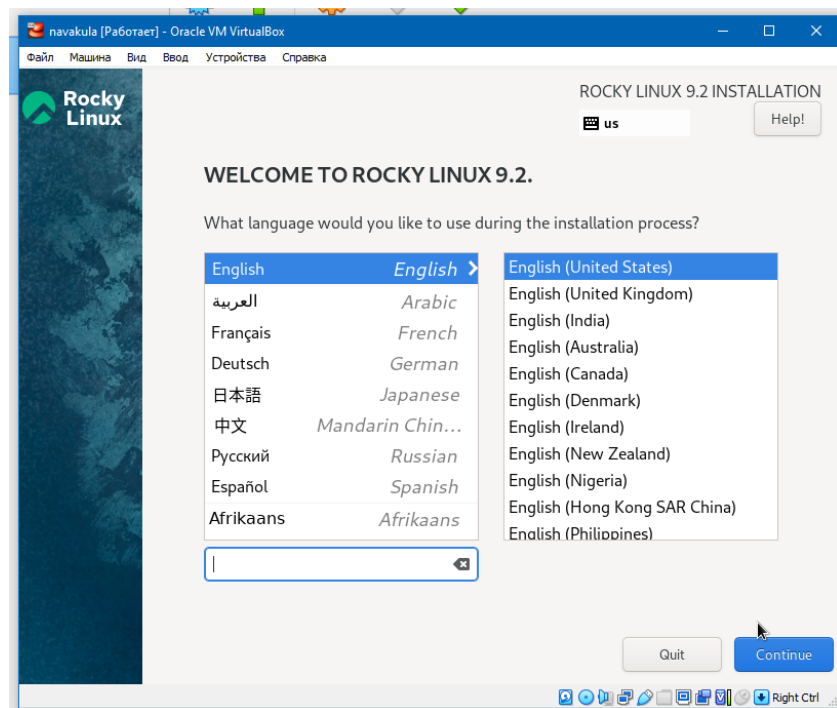 navakula [Работает] - Oracle VM VirtualBox
Файл Машина Вид Ввод Устройства Справка
Rocky
Linux
ROCKY LINUX 9.2 INSTALLATION
us
Help!
WELCOME TO ROCKY LINUX 9.2.
What language would you like to use during the installation process?
English English
العربية Arabic
Français French
Deutsch German
日本語 Japanese
中文 Mandarin Chin...
Русский Russian
Español Spanish
Afrikaans Afrikaans
English (United States)
English (United Kingdom)
English (India)
English (Australia)
English (Canada)
English (Denmark)
English (Ireland)
English (New Zealand)
English (Nigeria)
English (Hong Kong SAR China)
English (Philippines)
Quit
Continue
Right Ctrl